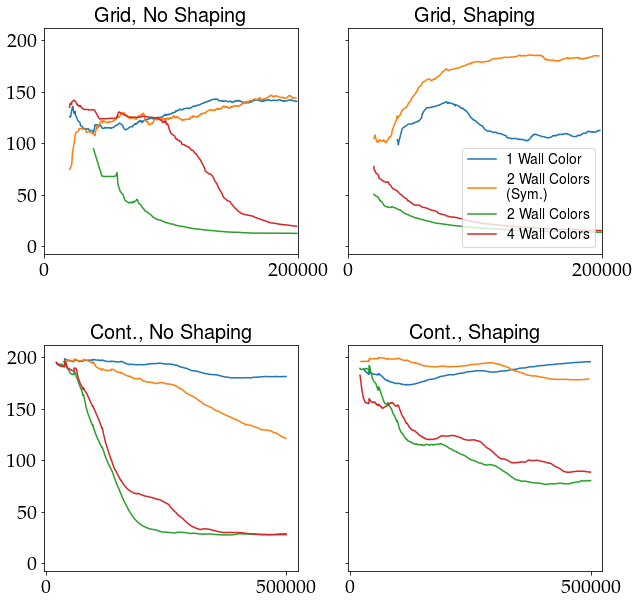 Grid, No Shaping
Grid, Shaping
200
150
100
50
0
0
200000
0
200000
1 Wall Color
2 Wall Colors
(Sym.)
2 Wall Colors
4 Wall Colors
Cont., No Shaping
Cont., Shaping
200
150
100
50
0
0
500000
0
500000